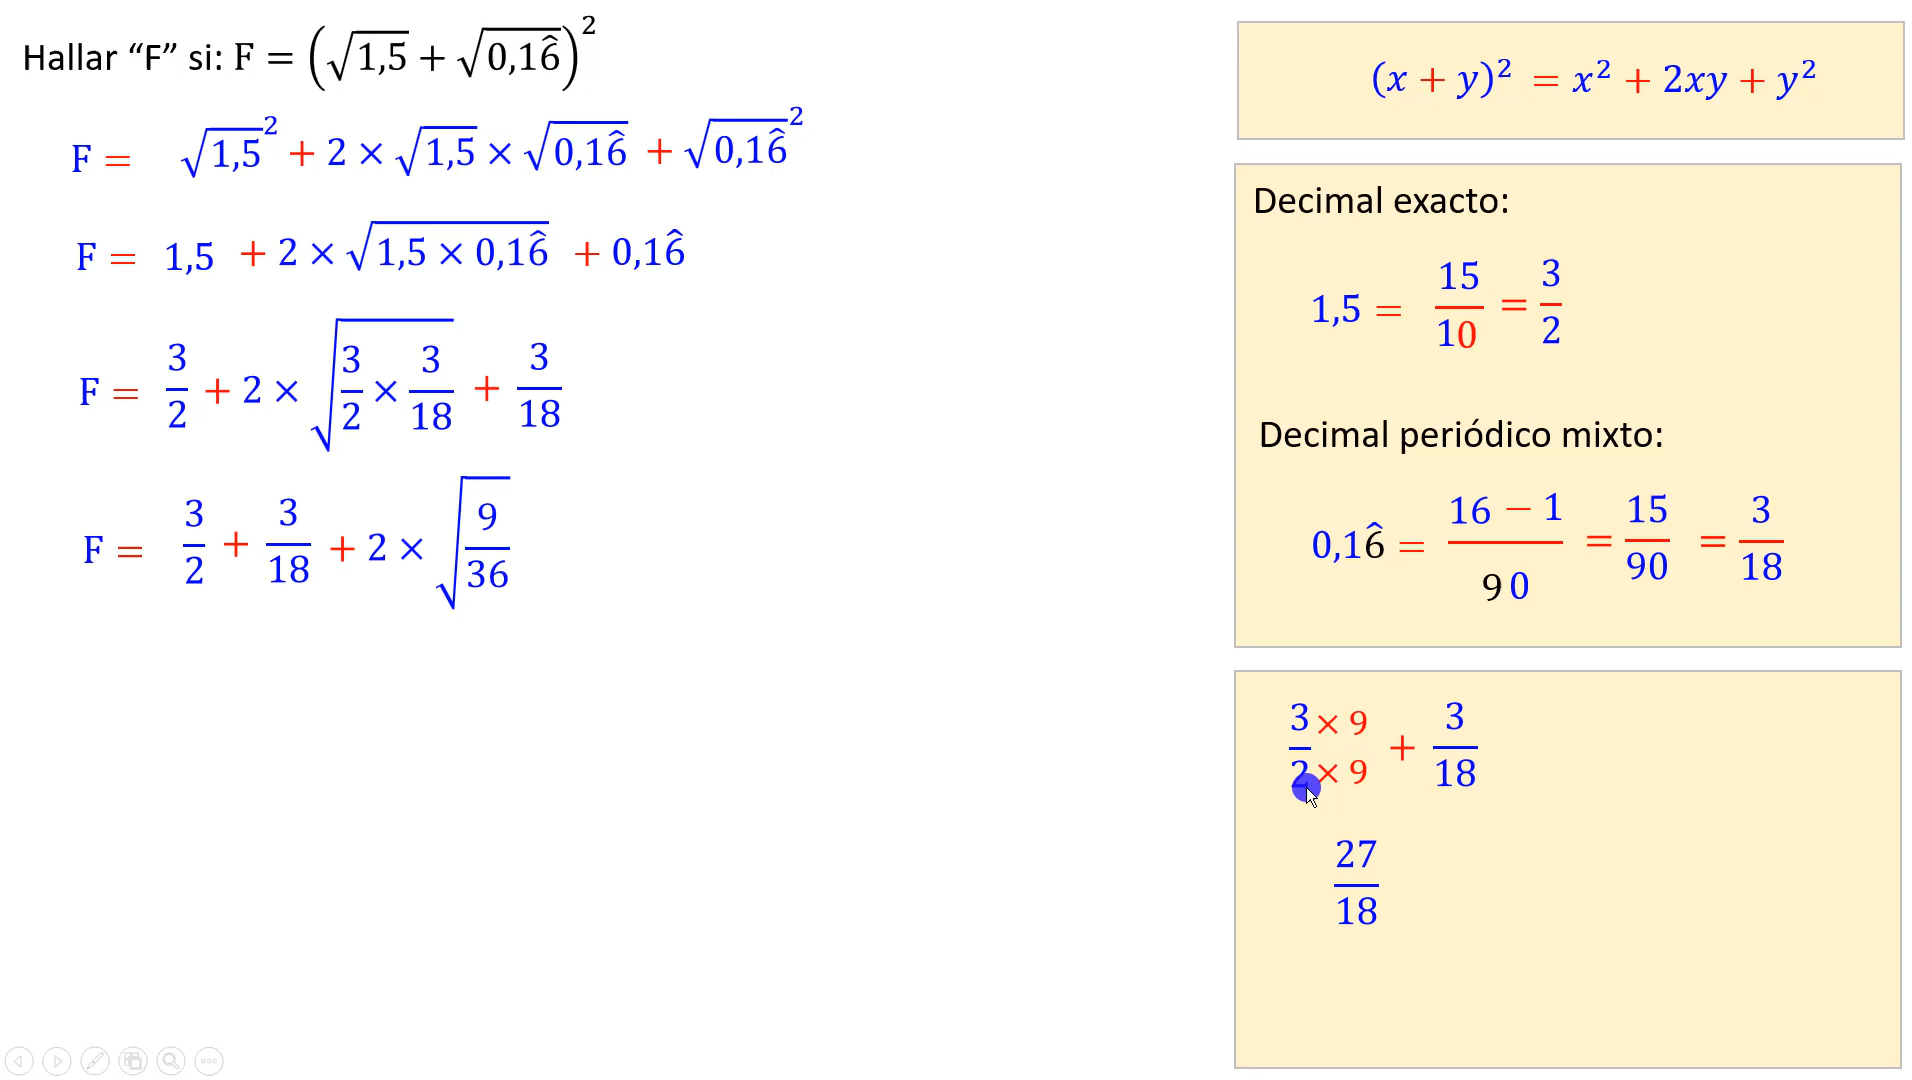 Hallar “F” si: F = (√1,5 + √0,16̂)²
F = √1,5² + 2 × √1,5 × √0,16̂ + √0,16̂²
F = 1,5 + 2 × √(1,5 × 0,16̂) + 0,16̂
F = 3/2 + 2 × √(3/2 × 3/18) + 3/18
F = 3/2 + 3/18 + 2 × √(9/36)
(x + y)² = x² + 2xy + y²
Decimal exacto:
1,5 = 15/10 = 3/2
Decimal periódico mixto:
0,16̂ = (16 − 1)/90 = 15/90 = 3/18
3 × 9/2 × 9 + 3/18
27/18